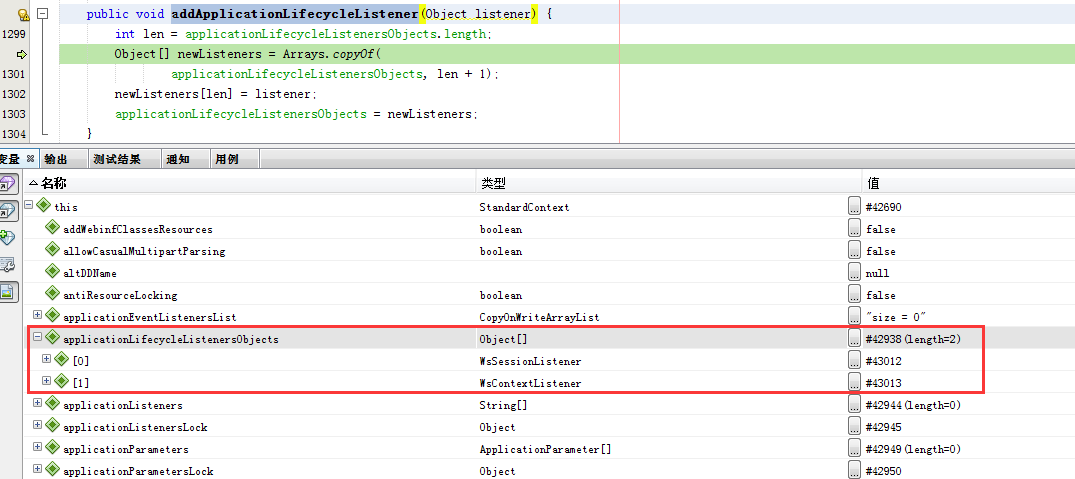 public void addApplicationLifecycleListener(Object listener) {
1299 int len = applicationLifecycleListenersObjects.length;
Object[] newListeners = Arrays.copyOf(
1301 applicationLifecycleListenersObjects, len + 1);
1302 newListeners[len] = listener;
1303 applicationLifecycleListenersObjects = newListeners;
1304 }
变量 输出 测试结果 通知 用例
名称 类型 值
this StandardContext ... #42690
addWebinfClassesResources boolean ... false
allowCasualMultipartParsing boolean ... false
altDDName ... null
antiResourceLocking boolean ... false
applicationEventListenersList CopyOnWriteArrayList ... "size = 0"
applicationLifecycleListenersObjects Object[] ... #42938(length=2)
[0] WsSessionListener ... #43012
[1] WsContextListener ... #43013
applicationListeners String[] ... #42944(length=0)
applicationListenersLock Object ... #42945
applicationParameters ApplicationParameter[] ... #42949(length=0)
applicationParametersLock Object ... #42950